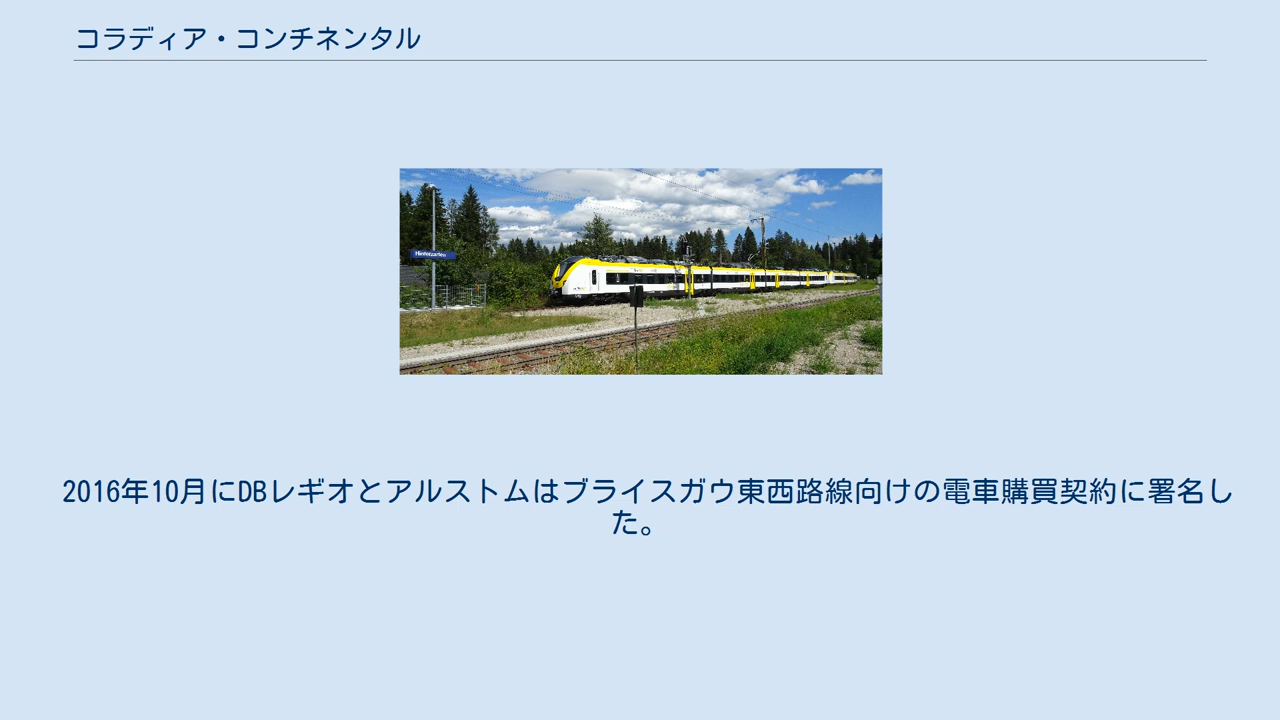 コラディア・コンチネンタル
Hinterzarten
2016年10月にDBレギオとアルストムはブライスガウ東西路線向けの電車購買契約に署名し
た。